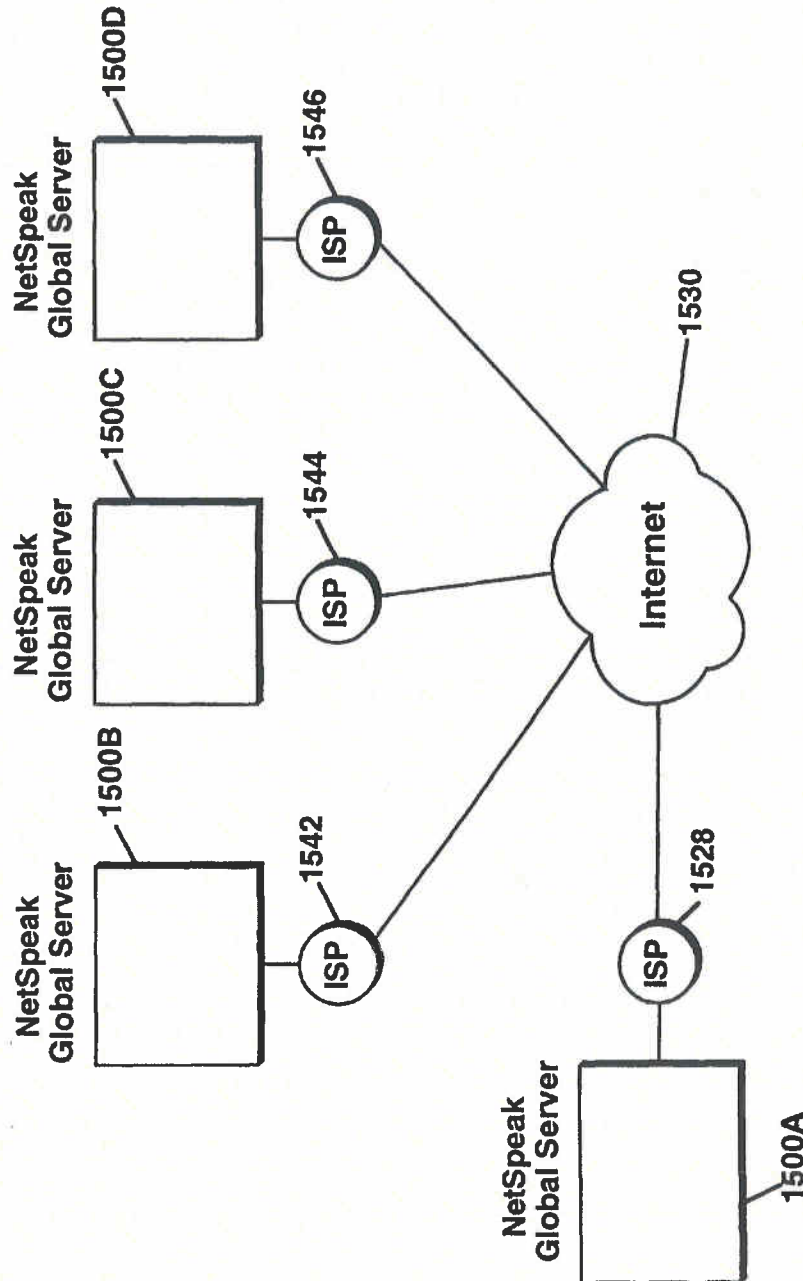 NetSpeak
Global Server
1500B
1542
ISP
NetSpeak
Global Server
1500C
1544
ISP
NetSpeak
Global Server
1500D
1546
ISP
NetSpeak
Global Server
1500A
ISP
1528
Internet
1530